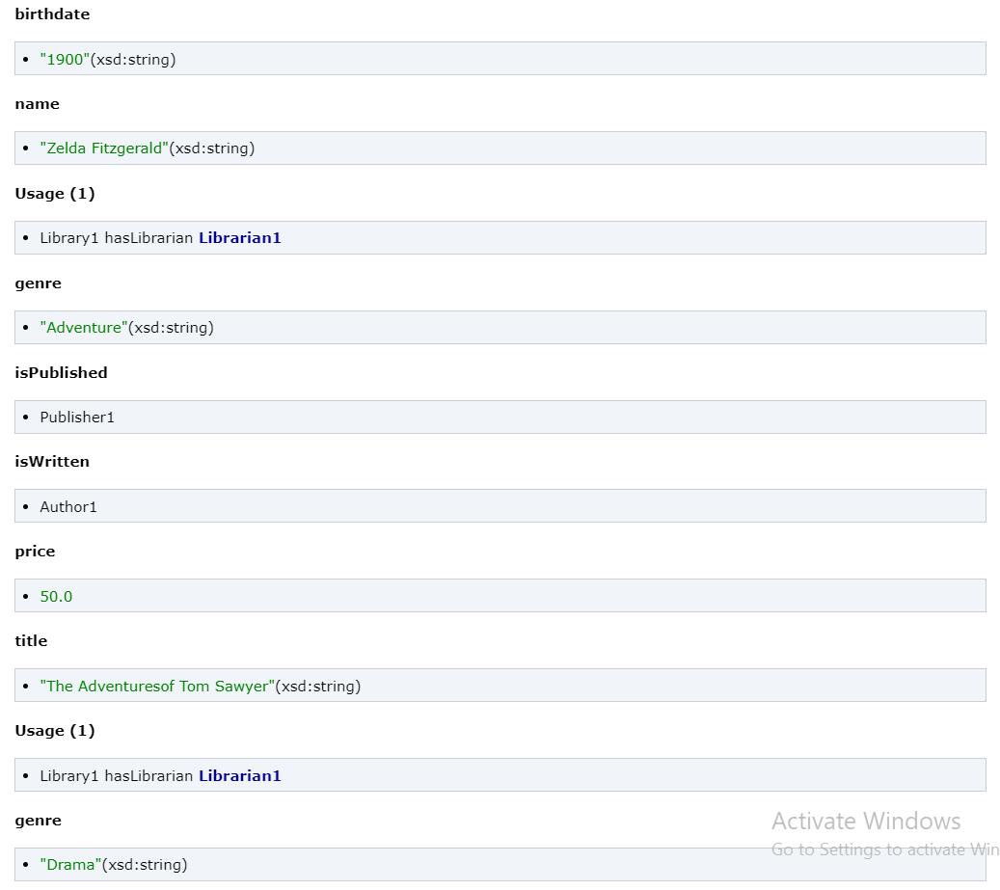 birthdate
• "1900"(xsd:string)
name
• "Zelda Fitzgerald"(xsd:string)
Usage (1)
• Library1 hasLibrarian Librarian1
genre
• "Adventure"(xsd:string)
isPublished
• Publisher1
isWritten
• Author1
price
• 50.0
title
• "The Adventuresof Tom Sawyer"(xsd:string)
Usage (1)
• Library1 hasLibrarian Librarian1
genre
Activate Windows
Go to Settings to activate Win
• "Drama"(xsd:string)